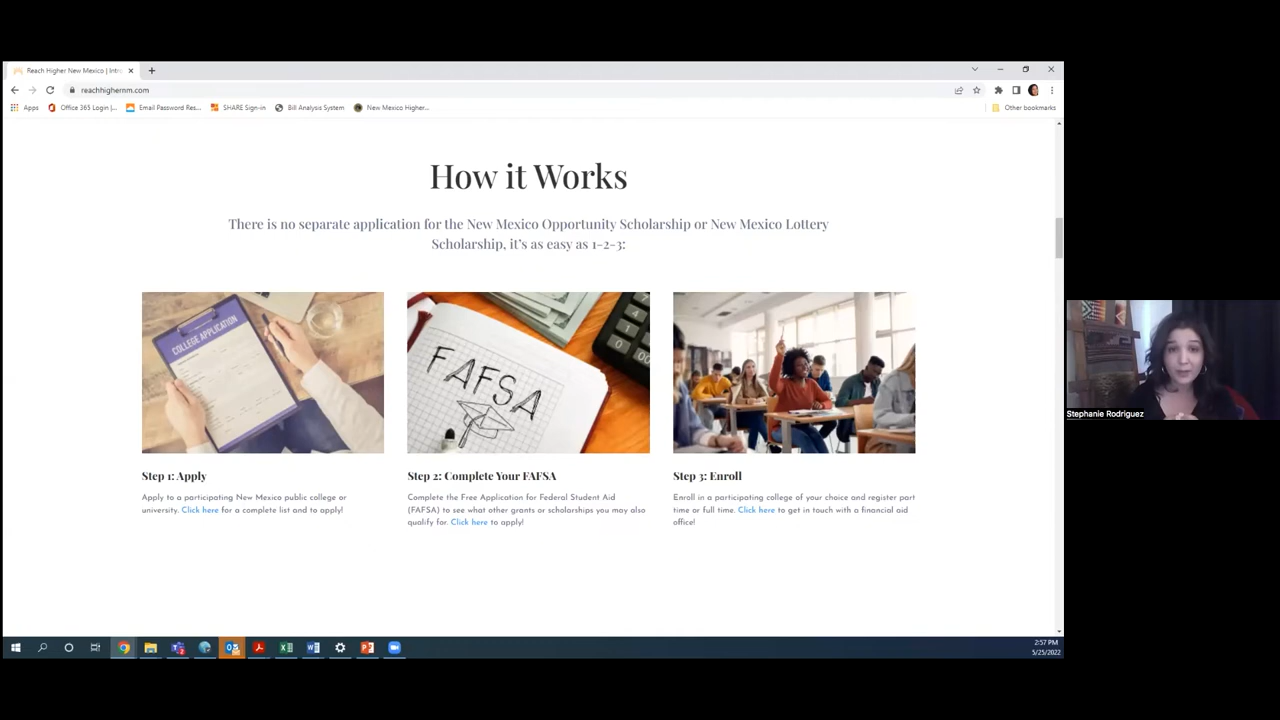 Reach Higher New Mexico | Intro
reachhighernm.com
Apps
Office 365 Login |...
Email Password Res...
SHARE Sign-in
Bill Analysis System
New Mexico Higher...
Other bookmarks
How it Works
There is no separate application for the New Mexico Opportunity Scholarship or New Mexico Lottery
Scholarship, it's as easy as 1-2-3:
COLLEGE APPLICATION
FAFSA
Step 1: Apply
Apply to a participating New Mexico public college or
university. Click here for a complete list and to apply!
Step 2: Complete Your FAFSA
Complete the Free Application for Federal Student Aid
(FAFSA) to see what other grants or scholarships you may also
qualify for. Click here to apply!
Step 3: Enroll
Enroll in a participating college of your choice and register part
time or full time. Click here to get in touch with a financial aid
office!
Stephanie Rodriguez
2:57 PM
5/25/2022